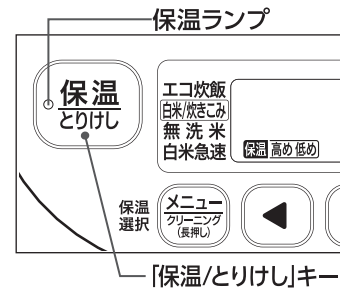 保温ランプ
保温
とりけし
エコ炊飯
白米/炊きこみ
無洗米
白米急速
保温 高め 低め
保温
選択
メニュー
クリーニング
(長押し)
「保温/とりけし」キー